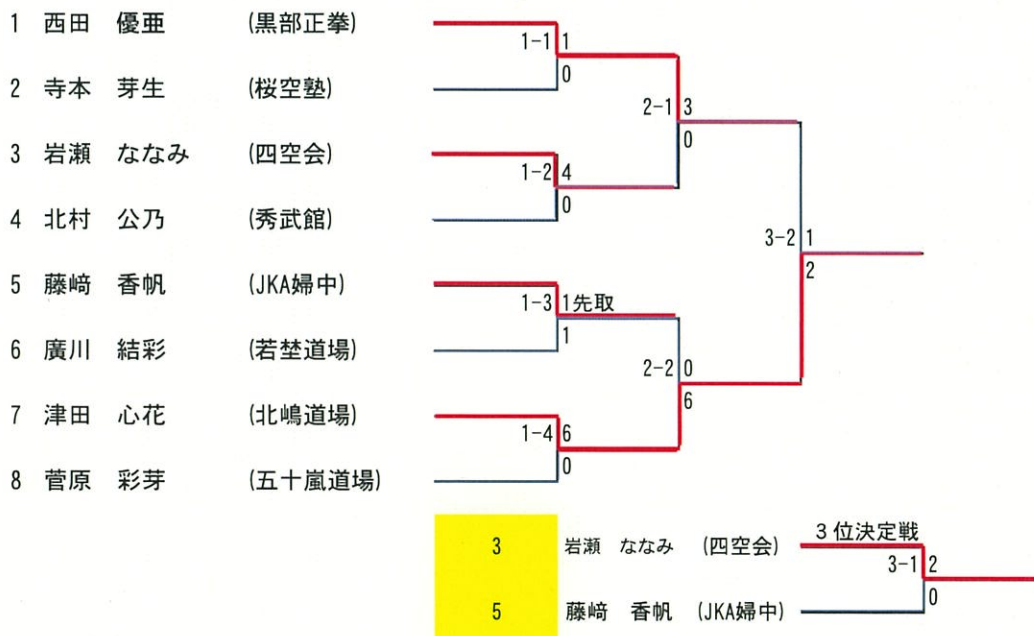 1 西田 優亜 (黒部正拳)
1-1 1
0
2 寺本 芽生 (桜空塾)
2-1 3
0
3 岩瀬 ななみ (四空会)
1-2 4
0
4 北村 公乃 (秀武館)
3-2 1
2
5 藤﨑 香帆 (JKA婦中)
1-3 1先取
1
6 廣川 結彩 (若埜道場)
2-2 0
6
7 津田 心花 (北嶋道場)
1-4 6
0
8 菅原 彩芽 (五十嵐道場)
3位決定戦
3 岩瀬 ななみ (四空会)
3-1 2
0
5 藤﨑 香帆 (JKA婦中)